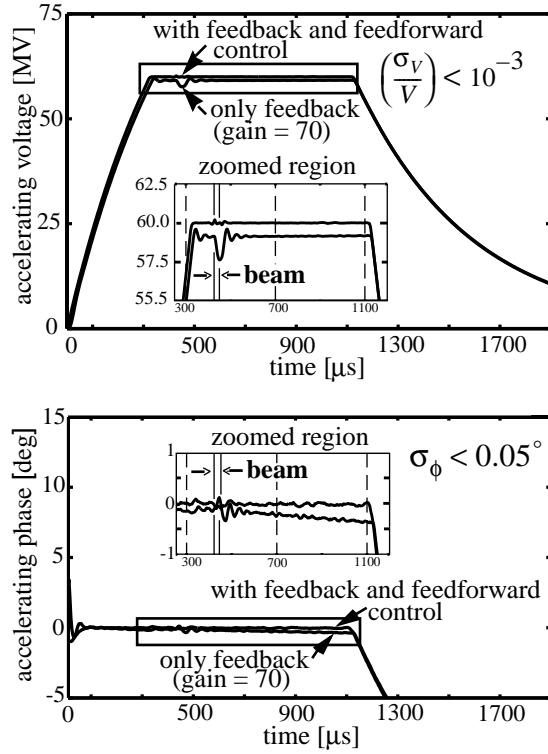 with feedback and feedforward
control
(σ_V/V) < 10⁻³
only feedback
(gain = 70)
zoomed region
accelerating voltage [MV]
75
50
25
0
62.5
60.0
57.5
55.5
beam
300
700
1100
0
500
900
1300
1700
time [μs]
15
10
5
0
-5
accelerating phase [deg]
zoomed region
σ_ϕ < 0.05°
1
0
-1
beam
300
700
1100
with feedback and feedforward
control
only feedback
(gain = 70)
0
500
900
1300
1700
time [μs]